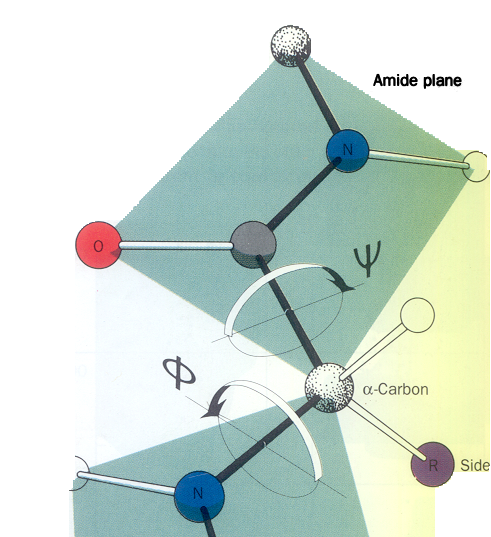 Amide plane
N
O
ψ
Φ
α-Carbon
R Side
N